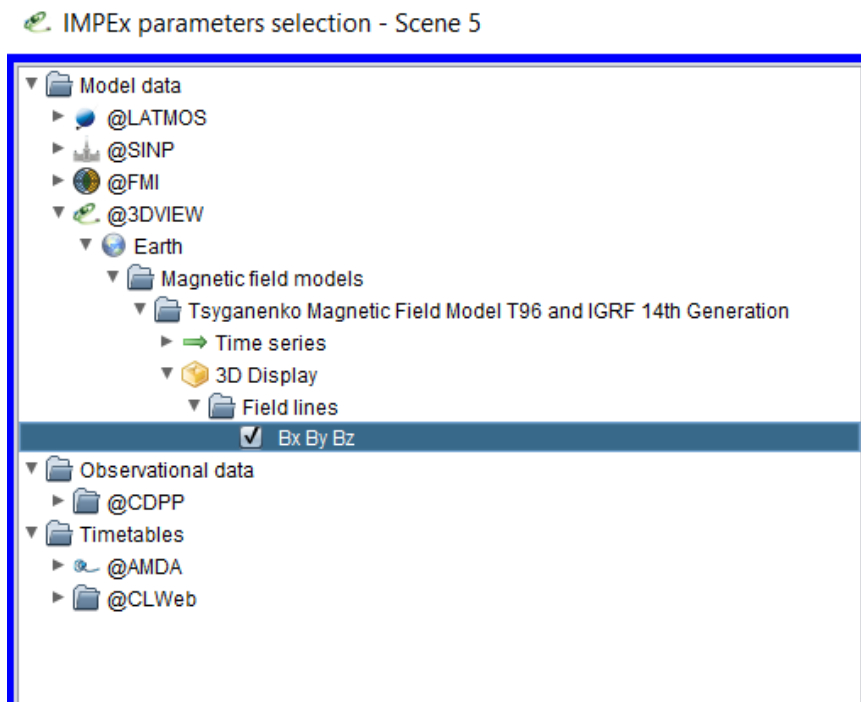 IMPEx parameters selection - Scene 5
Model data
@LATMOS
@SINP
@FMI
@3DVIEW
Earth
Magnetic field models
Tsyganenko Magnetic Field Model T96 and IGRF 14th Generation
Time series
3D Display
Field lines
Bx By Bz
Observational data
@CDPP
Timetables
@AMDA
@CLWeb